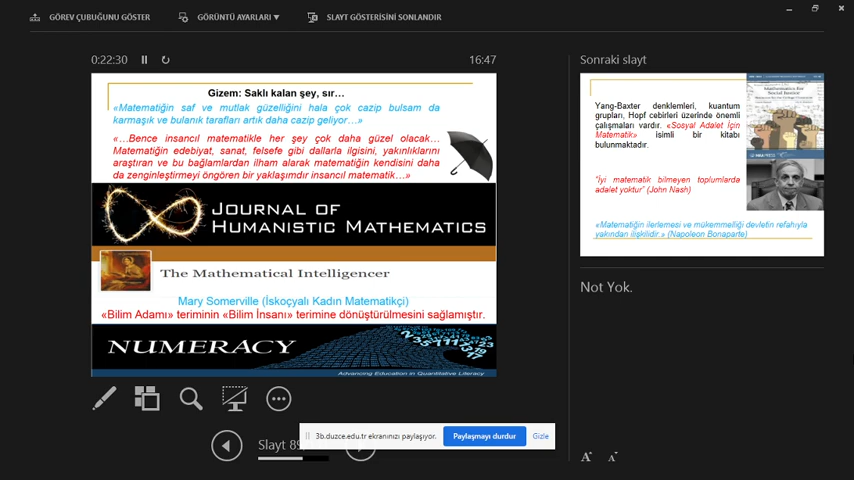 GÖREV ÇUBUĞUNU GÖSTER
GÖRÜNTÜ AYARLARI ▼
SLAYT GÖSTERİSİNİ SONLANDIR
0:22:30
16:47
Gizem: Saklı kalan şey, sır…
«Matematiğin saf ve mutlak güzelliğini hala çok cazip bulsam da
karmaşık ve bulanık tarafları artık daha cazip geliyor…»
«…Bence insancıl matematikle her şey çok daha güzel olacak…
Matematiğin edebiyat, sanat, felsefe gibi dallarla ilgisini, yakınlıklarını
araştıran ve bu bağlamlardan ilham alarak matematiğin kendisini daha
da zenginleştirmeyi öngören bir yaklaşımdır insancıl matematik…»
JOURNAL OF
HUMANISTIC MATHEMATICS
The Mathematical Intelligencer
Mary Somerville (İskoçyalı Kadın Matematikçi)
«Bilim Adamı» teriminin «Bilim İnsanı» terimine dönüştürülmesini sağlamıştır.
NUMERACY
Advancing Education in Quantitative Literacy
Slayt 89
3b.duzce.edu.tr ekranınızı paylaşıyor.
Paylaşmayı durdur
Gizle
Sonraki slayt
Yang-Baxter denklemleri, kuantum
grupları, Hopf cebirleri üzerinde önemli
çalışmaları vardır. «Sosyal Adalet İçin
Matematik» isimli bir kitabı
bulunmaktadır.
Mathematics for
Social Justice
"İyi matematik bilmeyen toplumlarda
adalet yoktur" (John Nash)
«Matematiğin ilerlemesi ve mükemmelliği devletin refahıyla
yakından ilişkilidir.» (Napoleon Bonaparte)
Not Yok.